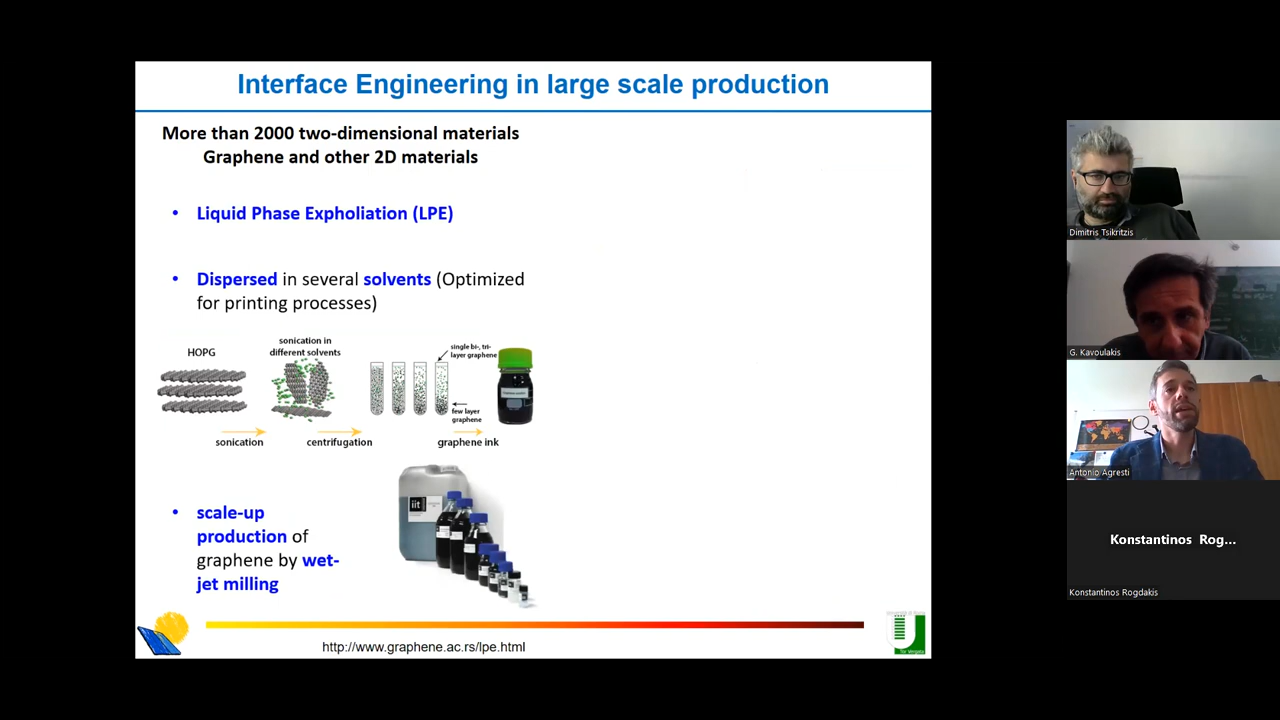 Interface Engineering in large scale production
More than 2000 two-dimensional materials
Graphene and other 2D materials
• Liquid Phase Expholiation (LPE)
• Dispersed in several solvents (Optimized
for printing processes)
HOPG
sonication in
different solvents
single bi-, tri-
layer graphene
few layer
graphene
sonication
centrifugation
graphene ink
iit
• scale-up
production of
graphene by wet-
jet milling
http://www.graphene.ac.rs/lpe.html
Tor Vergata
Dimitris Tsikritzis
G. Kavoulakis
Antonio Agresti
Konstantinos Rog...
Konstantinos Rogdakis